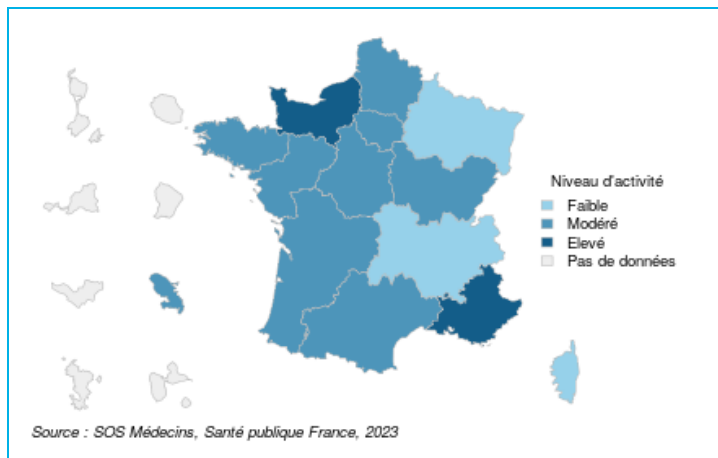 Niveau d'activité
Faible
Modéré
Elevé
Pas de données
Source : SOS Médecins, Santé publique France, 2023